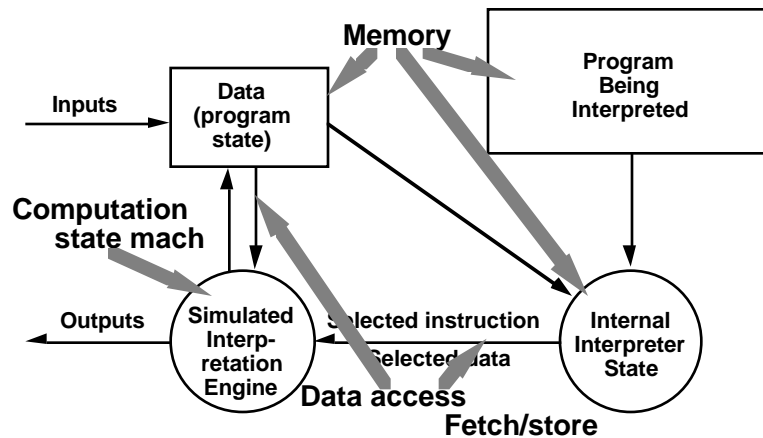 Memory
Program
Being
Interpreted
Data
(program
state)
Inputs
Computation
state mach
Outputs
Simulated
Interp-
retation
Engine
Selected instruction
Selected data
Internal
Interpreter
State
Data access
Fetch/store